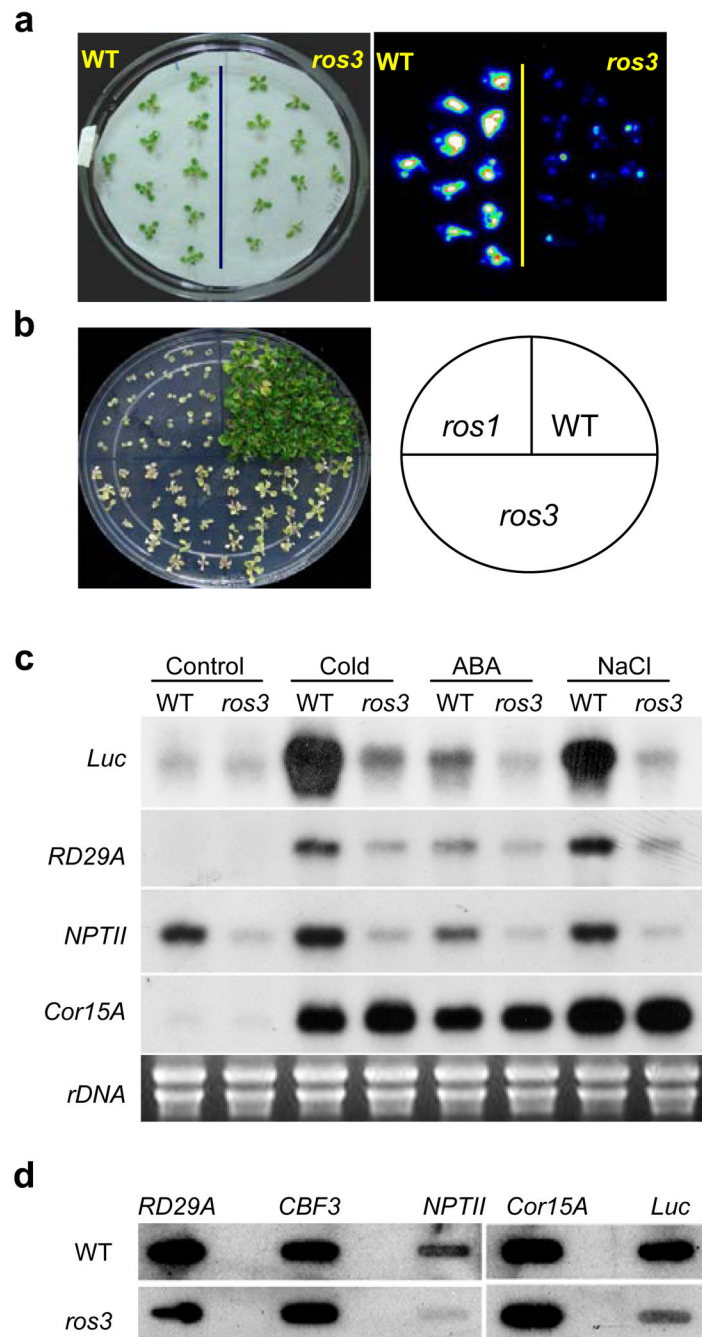 a
WT ros3 WT ros3
b
ros1 WT
ros3
c
Control Cold ABA NaCl
WT ros3 WT ros3 WT ros3 WT ros3
Luc
RD29A
NPTII
Cor15A
rDNA
d
RD29A CBF3 NPTII Cor15A Luc
WT
ros3